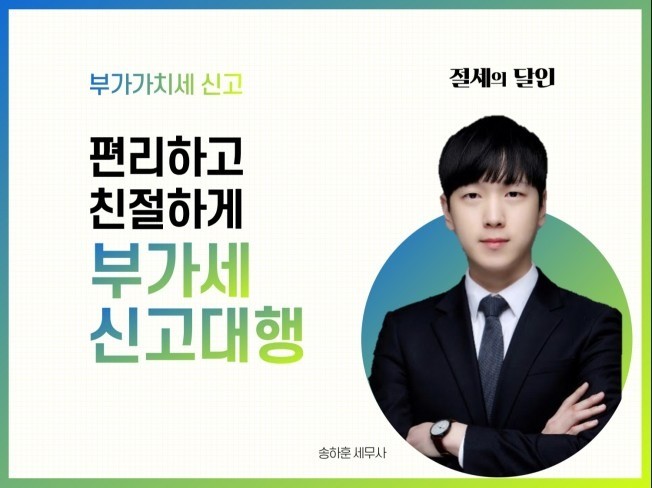 부가가치세 신고
절세의 달인
편리하고
친절하게
부가세
신고대행
송하훈 세무사